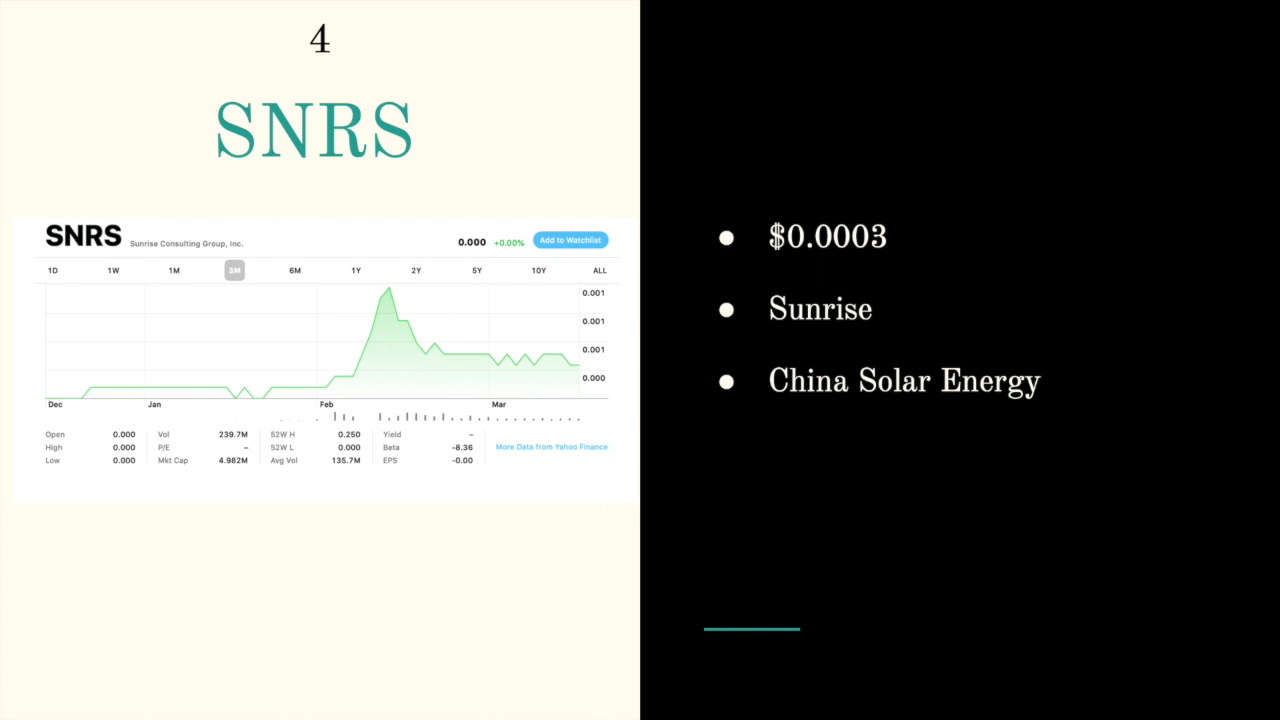 4
SNRS
SNRS Sunrise Consulting Group, Inc. 0.000 +0.00% Add to Watchlist
1D 1W 1M 3M 6M 1Y 2Y 5Y 10Y ALL
0.001
0.001
0.001
0.000
Dec Jan Feb Mar
Open 0.000 Vol 239.7M 52W H 0.250 Yield –
High 0.000 P/E – 52W L 0.000 Beta -8.36 More Data from Yahoo Finance
Low 0.000 Mkt Cap 4.982M Avg Vol 135.7M EPS -0.00
● $0.0003
● Sunrise
● China Solar Energy